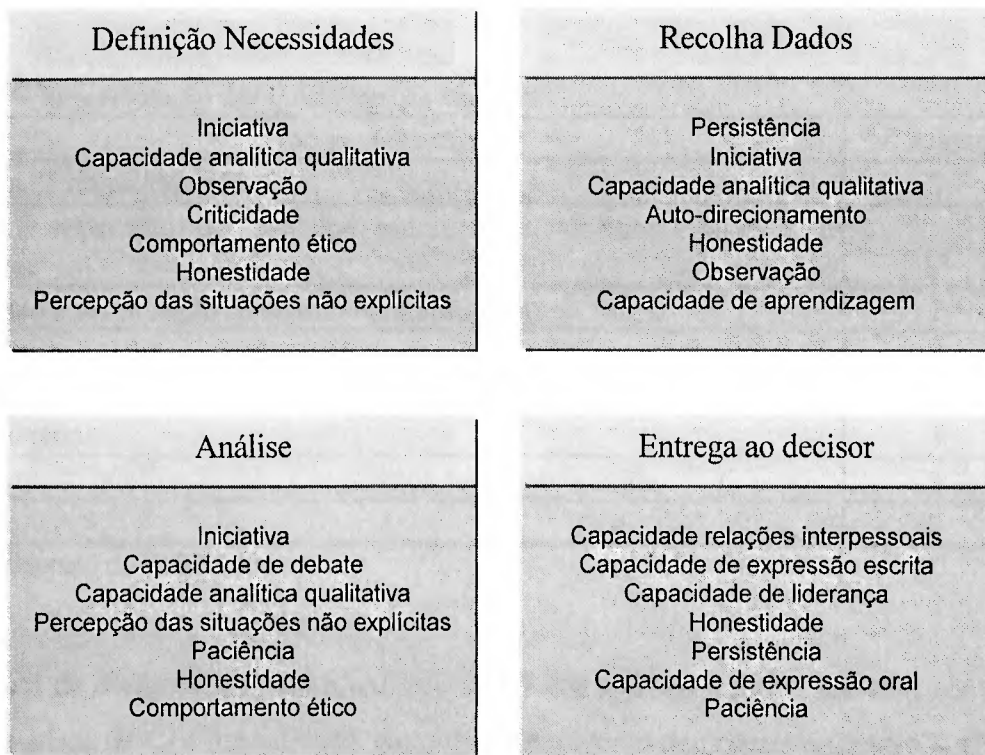 Definição Necessidades
Iniciativa
Capacidade analítica qualitativa
Observação
Criticidade
Comportamento ético
Honestidade
Percepção das situações não explícitas
Recolha Dados
Persistência
Iniciativa
Capacidade analítica qualitativa
Auto-direcionamento
Honestidade
Observação
Capacidade de aprendizagem
Análise
Iniciativa
Capacidade de debate
Capacidade analítica qualitativa
Percepção das situações não explícitas
Paciência
Honestidade
Comportamento ético
Entrega ao decisor
Capacidade relações interpessoais
Capacidade de expressão escrita
Capacidade de liderança
Honestidade
Persistência
Capacidade de expressão oral
Paciência